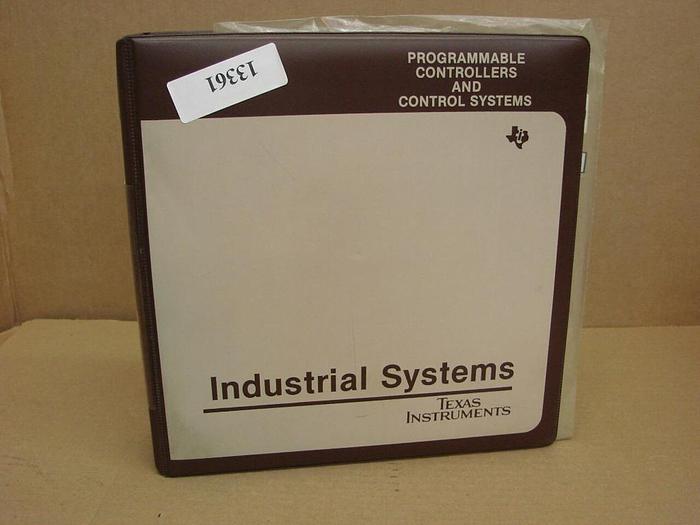 13361
PROGRAMMABLE
CONTROLLERS
AND
CONTROL SYSTEMS
Industrial Systems
TEXAS
INSTRUMENTS